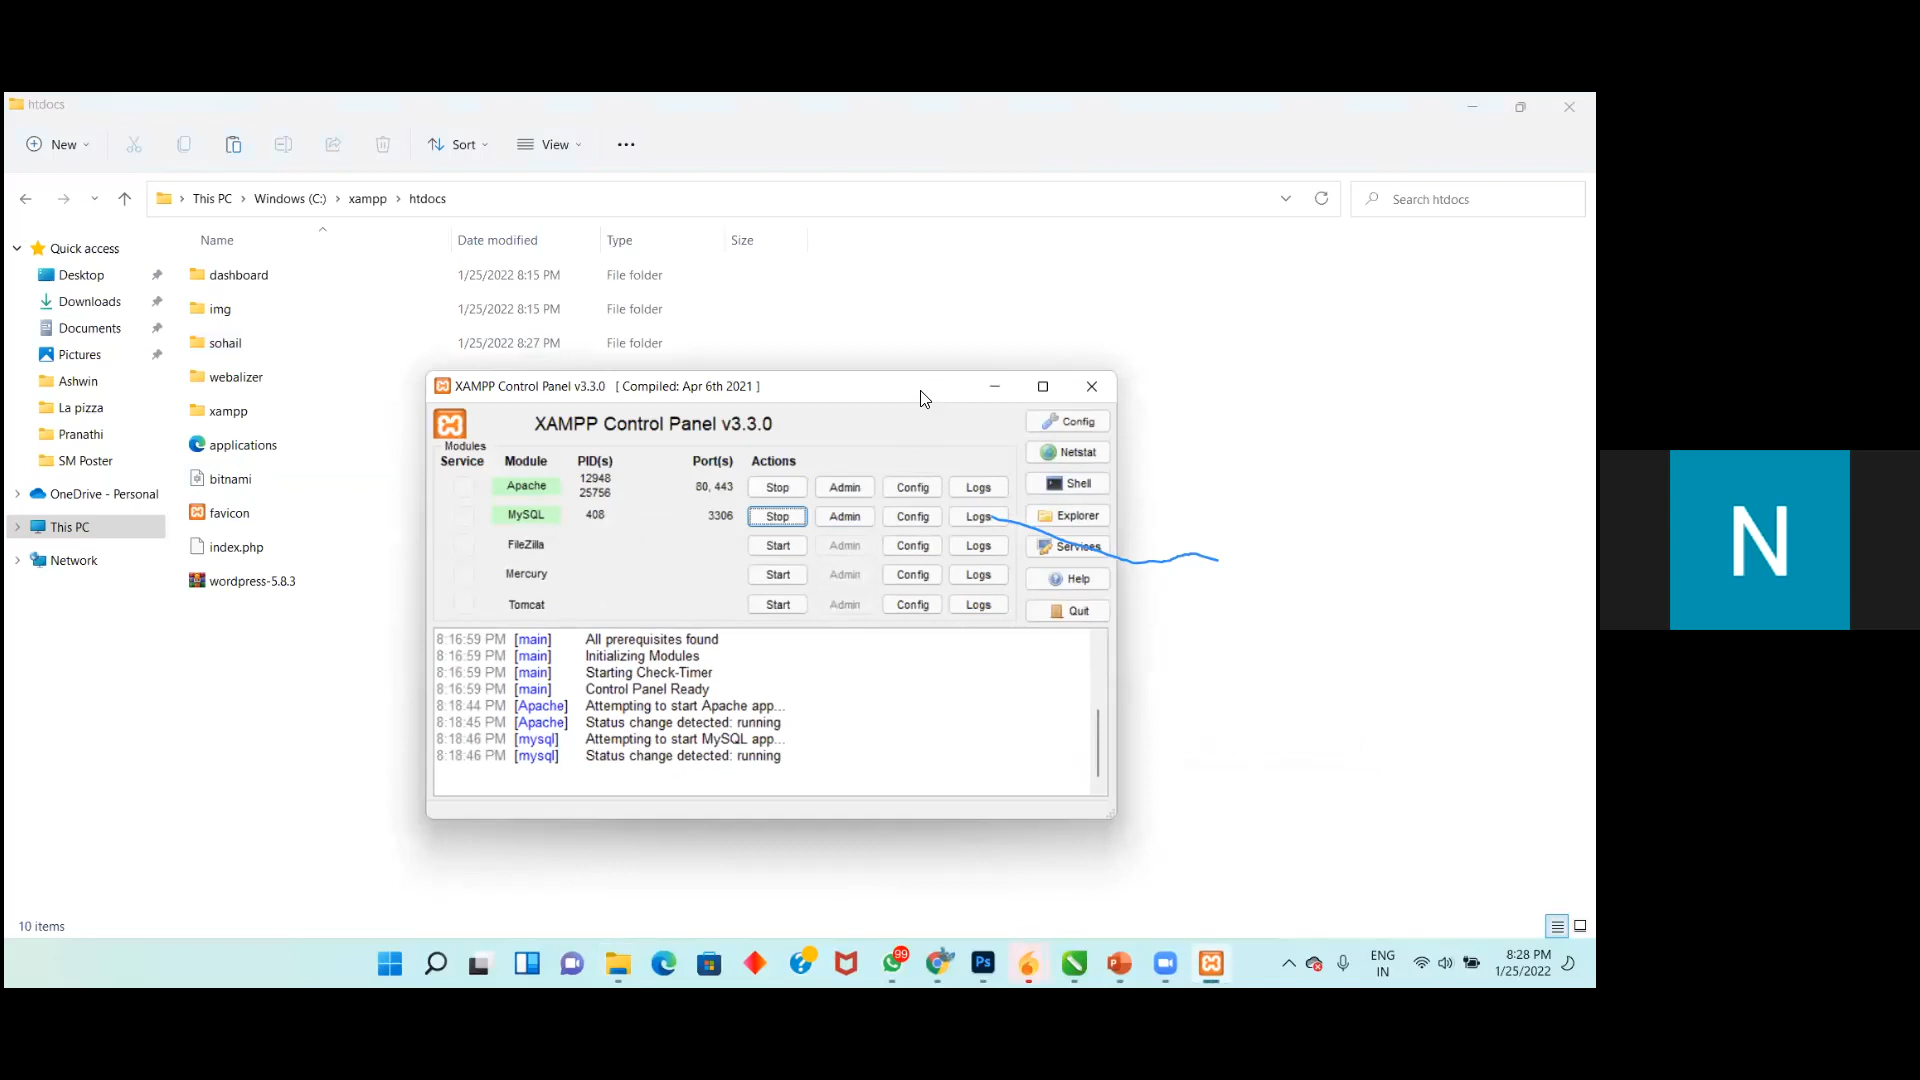 htdocs
New
Sort
View
This PC > Windows (C:) > xampp > htdocs
Search htdocs
Name
Date modified
Type
Size
Quick access
Desktop
Downloads
Documents
Pictures
Ashwin
La pizza
Pranathi
SM Poster
OneDrive - Personal
This PC
Network
dashboard 1/25/2022 8:15 PM File folder
img 1/25/2022 8:15 PM File folder
sohail 1/25/2022 8:27 PM File folder
webalizer
xampp
applications
bitnami
favicon
index.php
wordpress-5.8.3
XAMPP Control Panel v3.3.0 [ Compiled: Apr 6th 2021 ]
XAMPP Control Panel v3.3.0
Modules
Service Module PID(s) Port(s) Actions
Apache 12948 25756 80, 443 Stop Admin Config Logs
MySQL 408 3306 Stop Admin Config Logs
FileZilla Start Admin Config Logs
Mercury Start Admin Config Logs
Tomcat Start Admin Config Logs
Config
Netstat
Shell
Explorer
Services
Help
Quit
8:16:59 PM [main] All prerequisites found
8:16:59 PM [main] Initializing Modules
8:16:59 PM [main] Starting Check-Timer
8:16:59 PM [main] Control Panel Ready
8:18:44 PM [Apache] Attempting to start Apache app...
8:18:45 PM [Apache] Status change detected: running
8:18:46 PM [mysql] Attempting to start MySQL app...
8:18:46 PM [mysql] Status change detected: running
10 items
99
Ps
ENG
IN
8:28 PM
1/25/2022
N